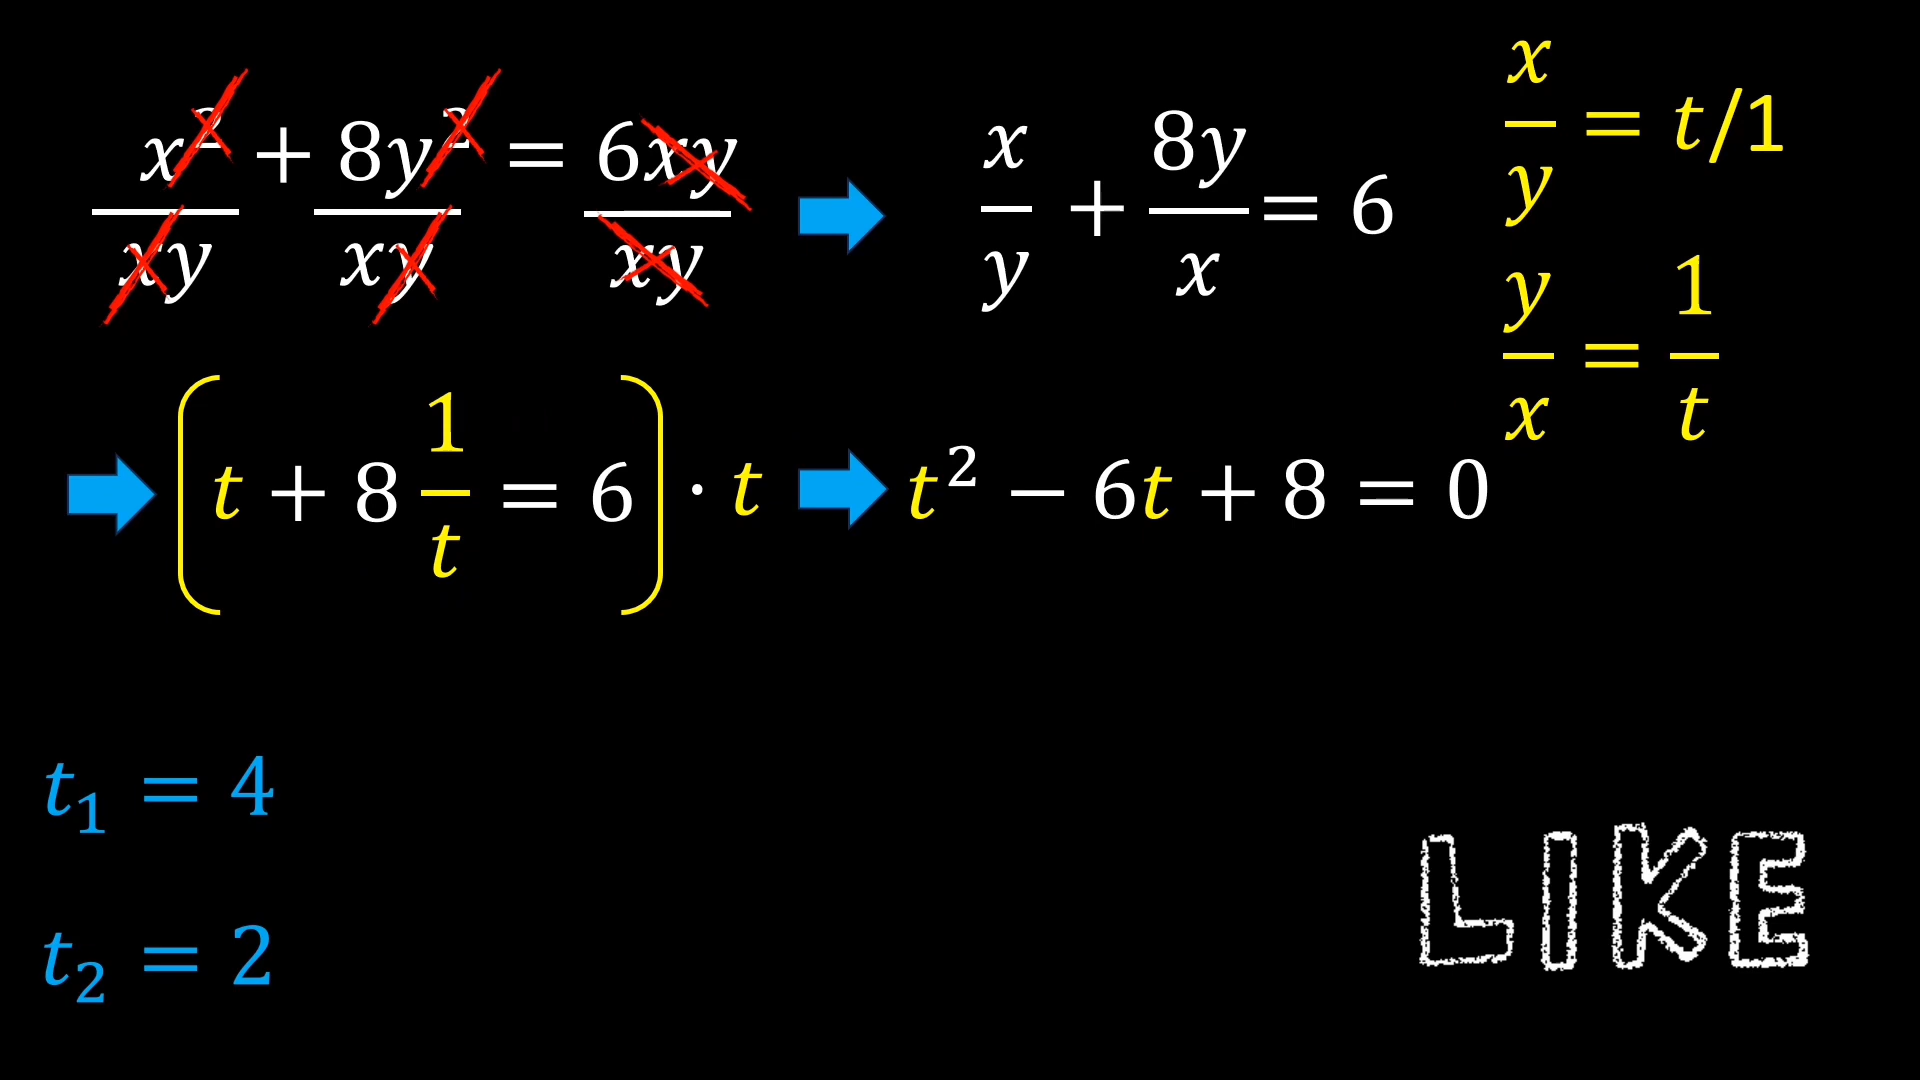 x²/xy + 8y²/xy = 6xy/xy
x/y + 8y/x = 6
x/y = t/1
y/x = 1/t
(t + 8 1/t = 6) · t
t² − 6t + 8 = 0
t₁ = 4
t₂ = 2
LIKE